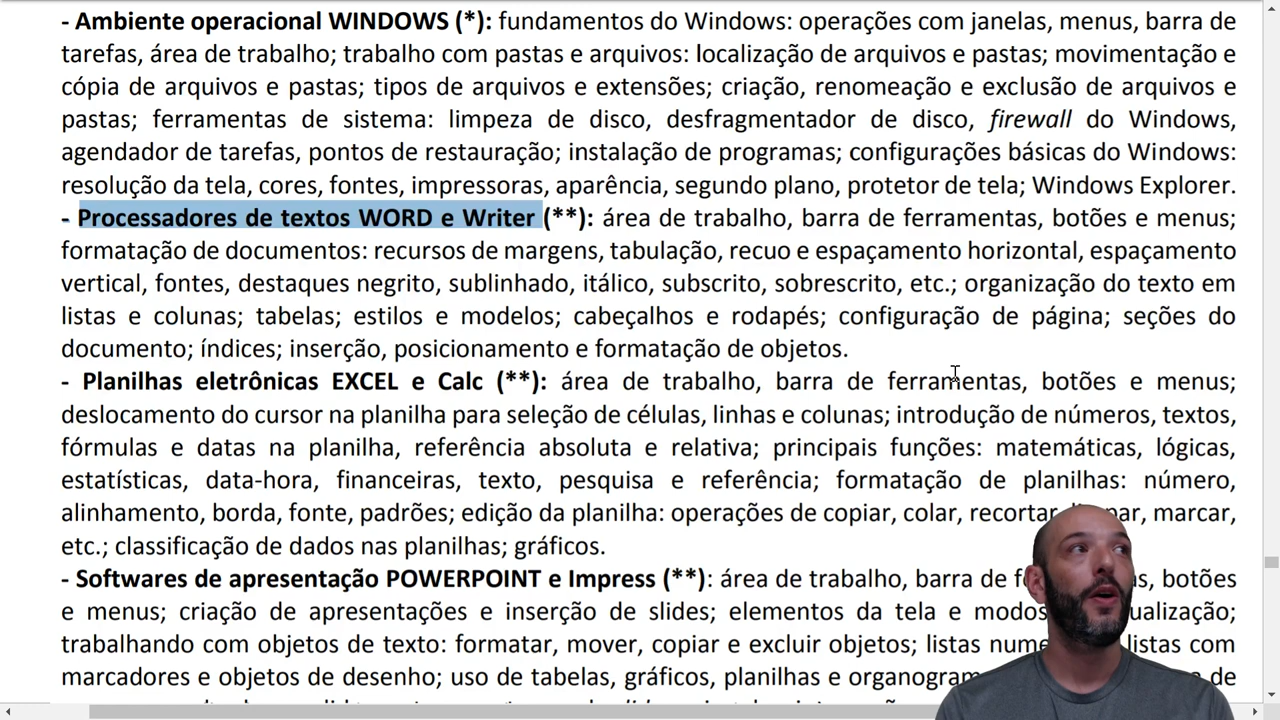 - Ambiente operacional WINDOWS (*): fundamentos do Windows: operações com janelas, menus, barra de
tarefas, área de trabalho; trabalho com pastas e arquivos: localização de arquivos e pastas; movimentação e
cópia de arquivos e pastas; tipos de arquivos e extensões; criação, renomeação e exclusão de arquivos e
pastas; ferramentas de sistema: limpeza de disco, desfragmentador de disco, firewall do Windows,
agendador de tarefas, pontos de restauração; instalação de programas; configurações básicas do Windows:
resolução da tela, cores, fontes, impressoras, aparência, segundo plano, protetor de tela; Windows Explorer.
- Processadores de textos WORD e Writer (**): área de trabalho, barra de ferramentas, botões e menus;
formatação de documentos: recursos de margens, tabulação, recuo e espaçamento horizontal, espaçamento
vertical, fontes, destaques negrito, sublinhado, itálico, subscrito, sobrescrito, etc.; organização do texto em
listas e colunas; tabelas; estilos e modelos; cabeçalhos e rodapés; configuração de página; seções do
documento; índices; inserção, posicionamento e formatação de objetos.
- Planilhas eletrônicas EXCEL e Calc (**): área de trabalho, barra de ferramentas, botões e menus;
deslocamento do cursor na planilha para seleção de células, linhas e colunas; introdução de números, textos,
fórmulas e datas na planilha, referência absoluta e relativa; principais funções: matemáticas, lógicas,
estatísticas, data-hora, financeiras, texto, pesquisa e referência; formatação de planilhas: número,
alinhamento, borda, fonte, padrões; edição da planilha: operações de copiar, colar, recortar, marcar,
etc.; classificação de dados nas planilhas; gráficos.
- Softwares de apresentação POWERPOINT e Impress (**): área de trabalho, barra de botões
e menus; criação de apresentações e inserção de slides; elementos da tela e modos
trabalhando com objetos de texto: formatar, mover, copiar e excluir objetos; listas listas com
marcadores e objetos de desenho; uso de tabelas, gráficos, planilhas e de